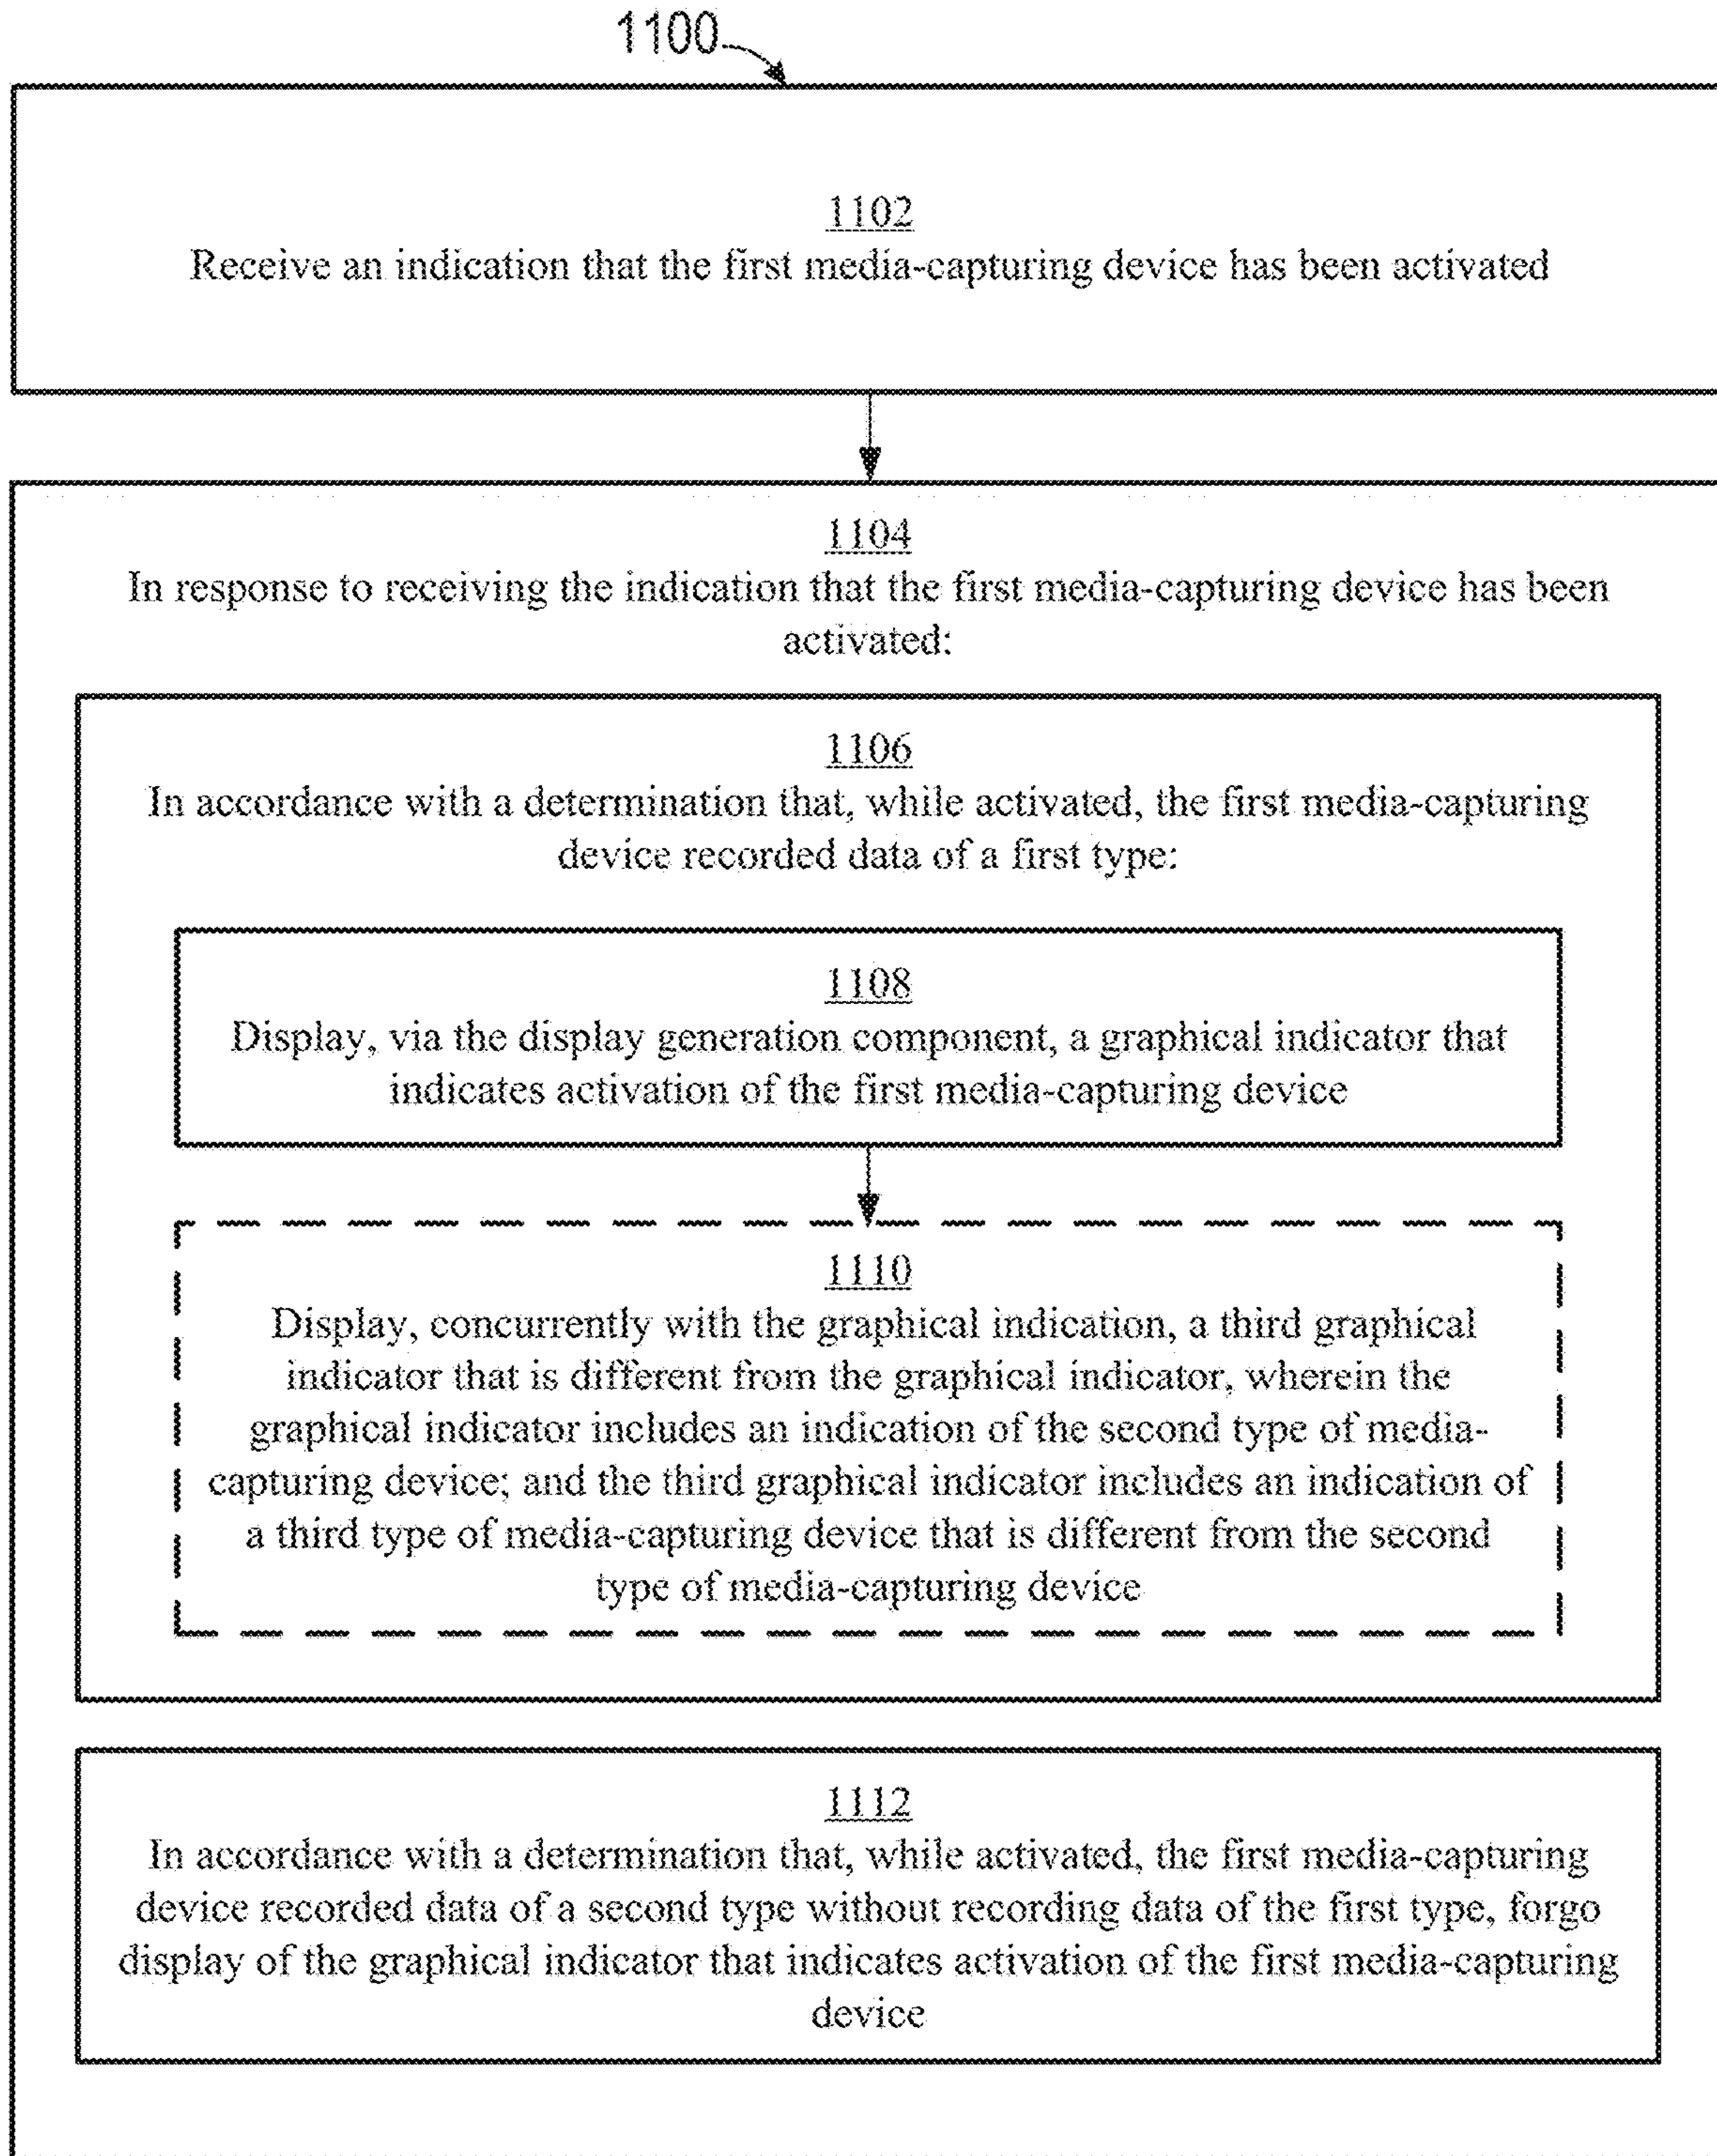 1100
1102
Receive an indication that the first media-capturing device has been activated
1104
In response to receiving the indication that the first media-capturing device has been
activated:
1106
In accordance with a determination that, while activated, the first media-capturing
device recorded data of a first type:
1108
Display, via the display generation component, a graphical indicator that
indicates activation of the first media-capturing device
1110
Display, concurrently with the graphical indication, a third graphical
indicator that is different from the graphical indicator, wherein the
graphical indicator includes an indication of the second type of media-
capturing device; and the third graphical indicator includes an indication of
a third type of media-capturing device that is different from the second
type of media-capturing device
1112
In accordance with a determination that, while activated, the first media-capturing
device recorded data of a second type without recording data of the first type, forgo
display of the graphical indicator that indicates activation of the first media-capturing
device